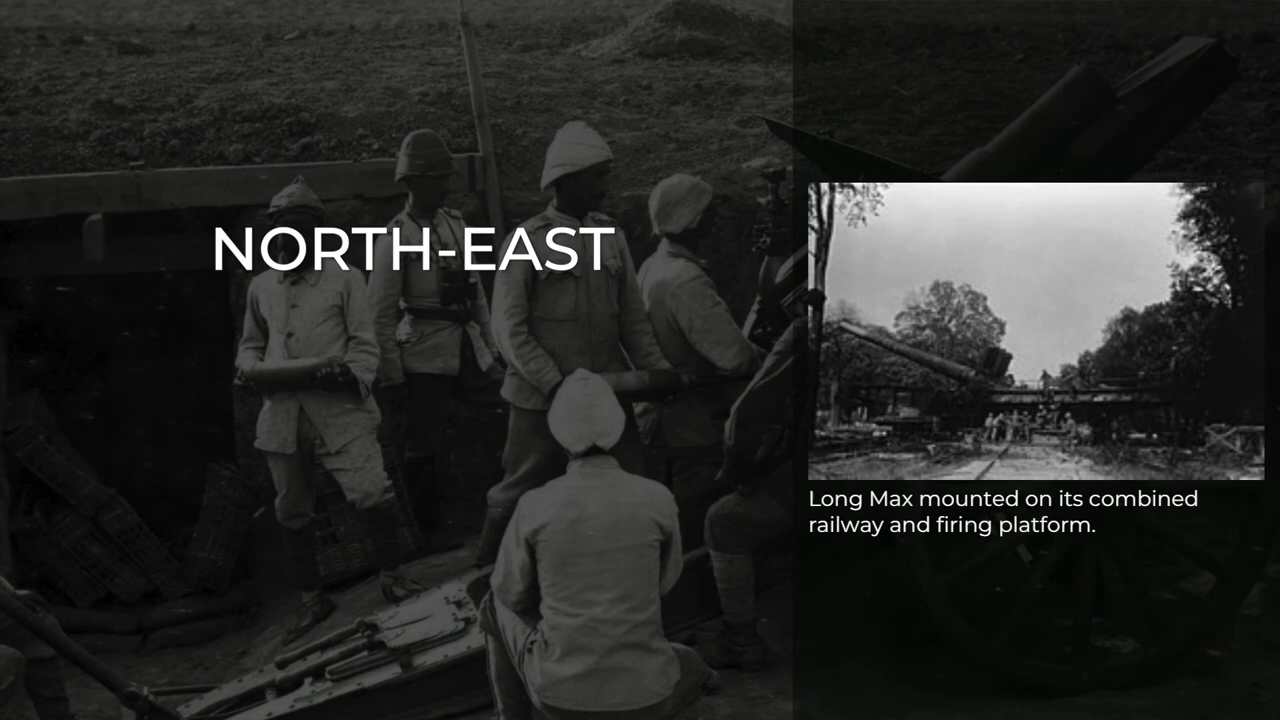 NORTH-EAST
Long Max mounted on its combined
railway and firing platform.